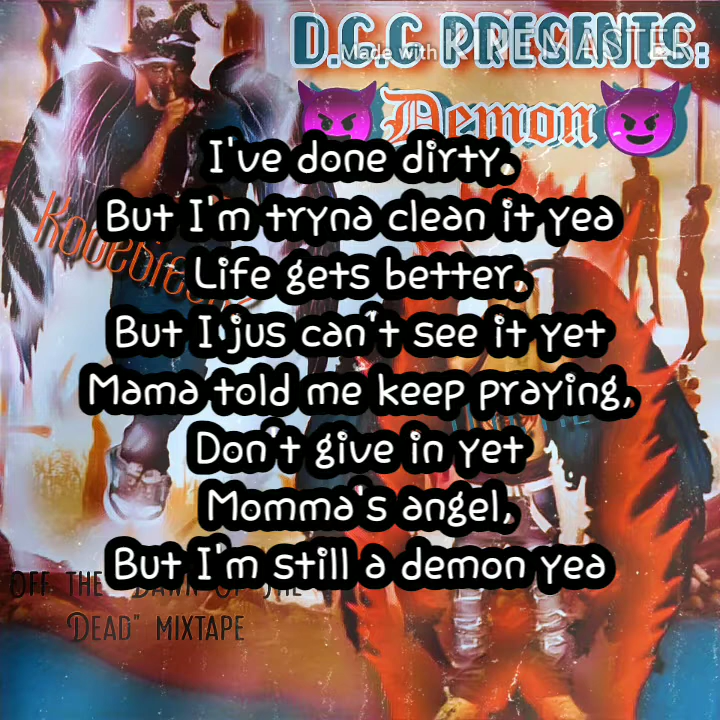 D.G.G PRESENTS:
Made with KINEMASTER
Demon
I've done dirty.
But I'm tryna clean it yea
Life gets better,
But I jus can't see it yet
Mama told me keep praying,
Don't give in yet
Momma's angel,
But I'm still a demon yea
OFF THE "DAWN OF THE
DEAD" MIXTAPE